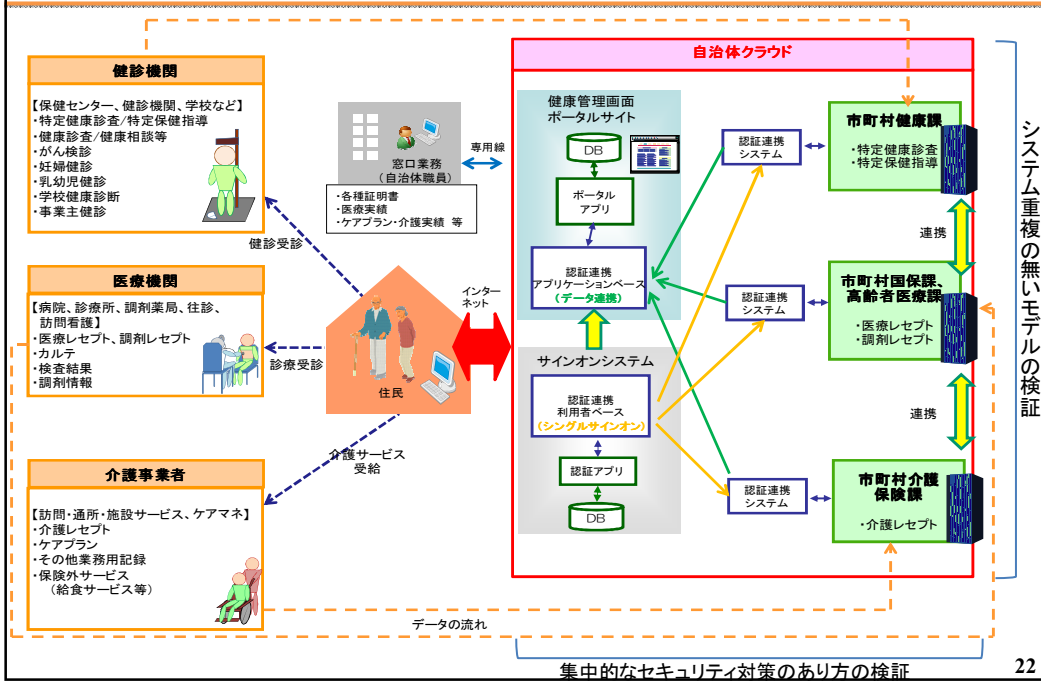 自治体クラウド
健診機関
【保健センター、健診機関、学校など】
・特定健康診査/特定保健指導
・健康診査/健康相談等
・がん検診
・妊婦健診
・乳幼児健診
・学校健康診断
・事業主健診
窓口業務
(自治体職員)
専用線
・各種証明書
・医療実績
・ケアプラン・介護実績 等
健診受診
医療機関
【病院、診療所、調剤薬局、往診、
訪問看護】
・医療レセプト、調剤レセプト
・カルテ
・検査結果
・調剤情報
診療受診
住民
インター
ネット
介護サービス
受給
介護事業者
【訪問・通所・施設サービス、ケアマネ】
・介護レセプト
・ケアプラン
・その他業務用記録
・保険外サービス
(給食サービス等)
データの流れ
健康管理画面
ポータルサイト
DB
ポータル
アプリ
認証連携
アプリケーションベース
(データ連携)
サインオンシステム
認証連携
利用者ベース
(シングルサインオン)
認証アプリ
DB
認証連携
システム
認証連携
システム
認証連携
システム
市町村健康課
・特定健康診査
・特定保健指導
連携
市町村国保課、
高齢者医療課
・医療レセプト
・調剤レセプト
連携
市町村介護
保険課
・介護レセプト
システム重複の無いモデルの検証
集中的なセキュリティ対策のあり方の検証
22